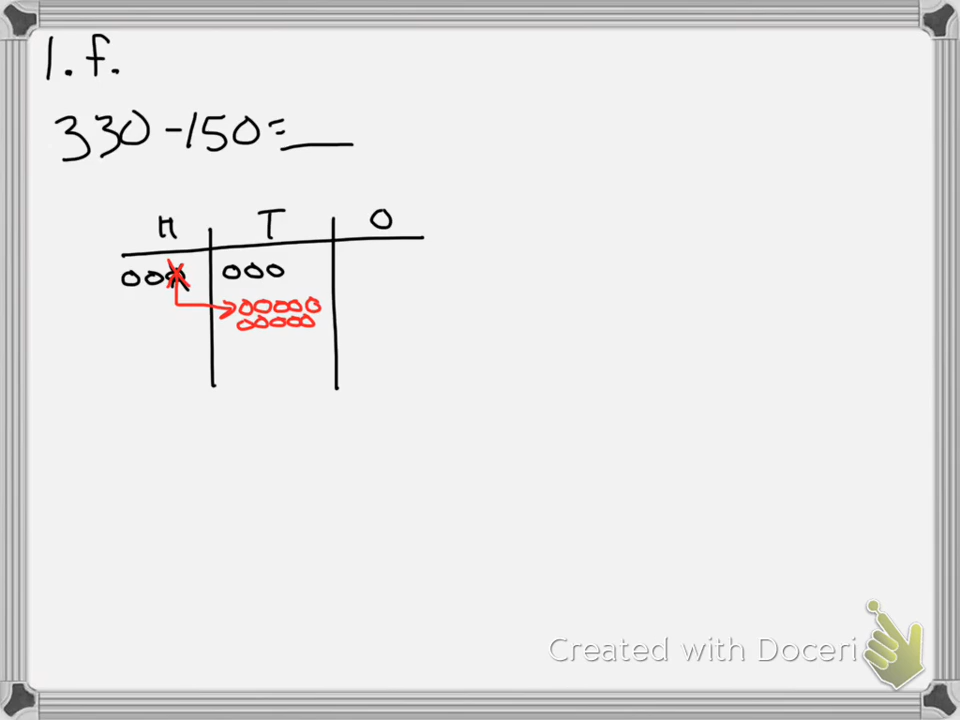 1.f.
330-150=___
H T O
Created with Doceri